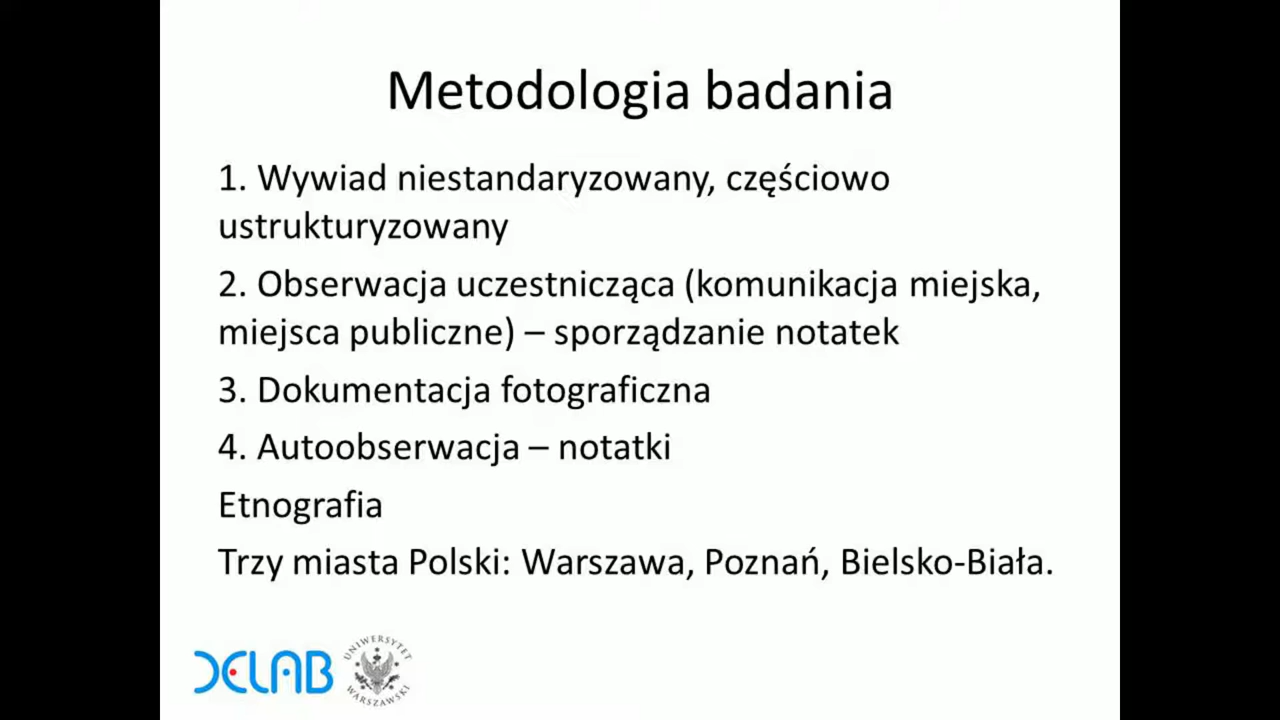 Metodologia badania
1. Wywiad niestandaryzowany, częściowo
ustrukturyzowany
2. Obserwacja uczestnicząca (komunikacja miejska,
miejsca publiczne) – sporządzanie notatek
3. Dokumentacja fotograficzna
4. Autoobserwacja – notatki
Etnografia
Trzy miasta Polski: Warszawa, Poznań, Bielsko-Biała.
DELAB
UNIWERSYTET
WARSZAWSKI